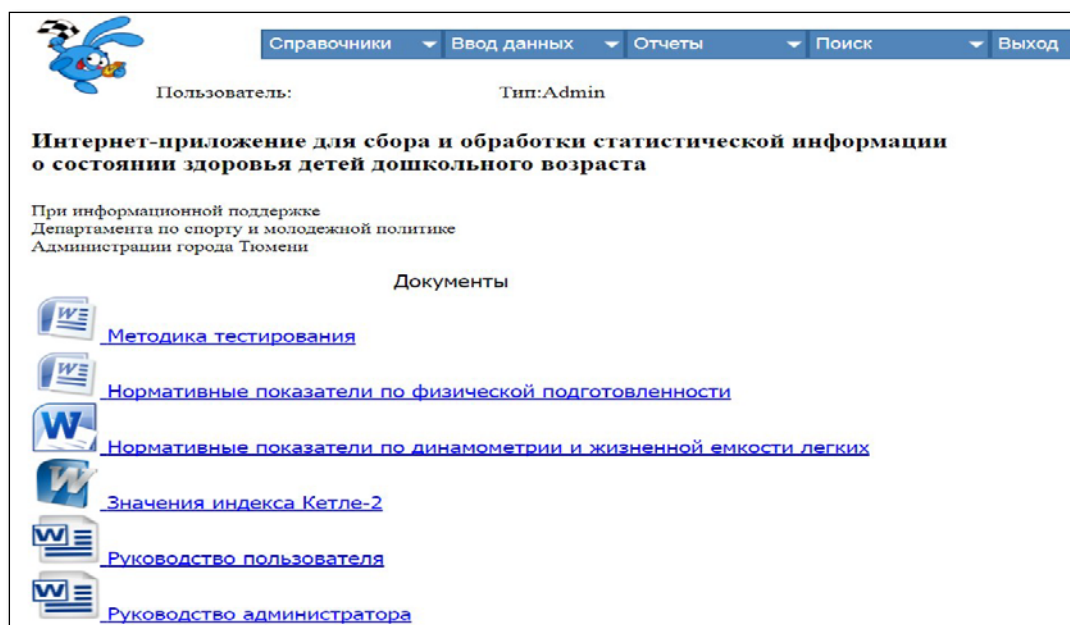 Справочники Ввод данных Отчеты Поиск Выход
Пользователь: Тип:Admin
Интернет-приложение для сбора и обработки статистической информации
о состоянии здоровья детей дошкольного возраста
При информационной поддержке
Департамента по спорту и молодежной политике
Администрации города Тюмени
Документы
Методика тестирования
Нормативные показатели по физической подготовленности
Нормативные показатели по динамометрии и жизненной емкости легких
Значения индекса Кетле-2
Руководство пользователя
Руководство администратора